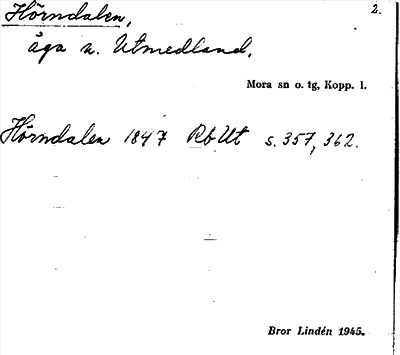 Hörndalen, 2.
äga n. Utmedland.
Mora sn o. tg, Kopp. l.
Hörndalen 1847 RbUt s. 357, 362.
Bror Lindén 1945.